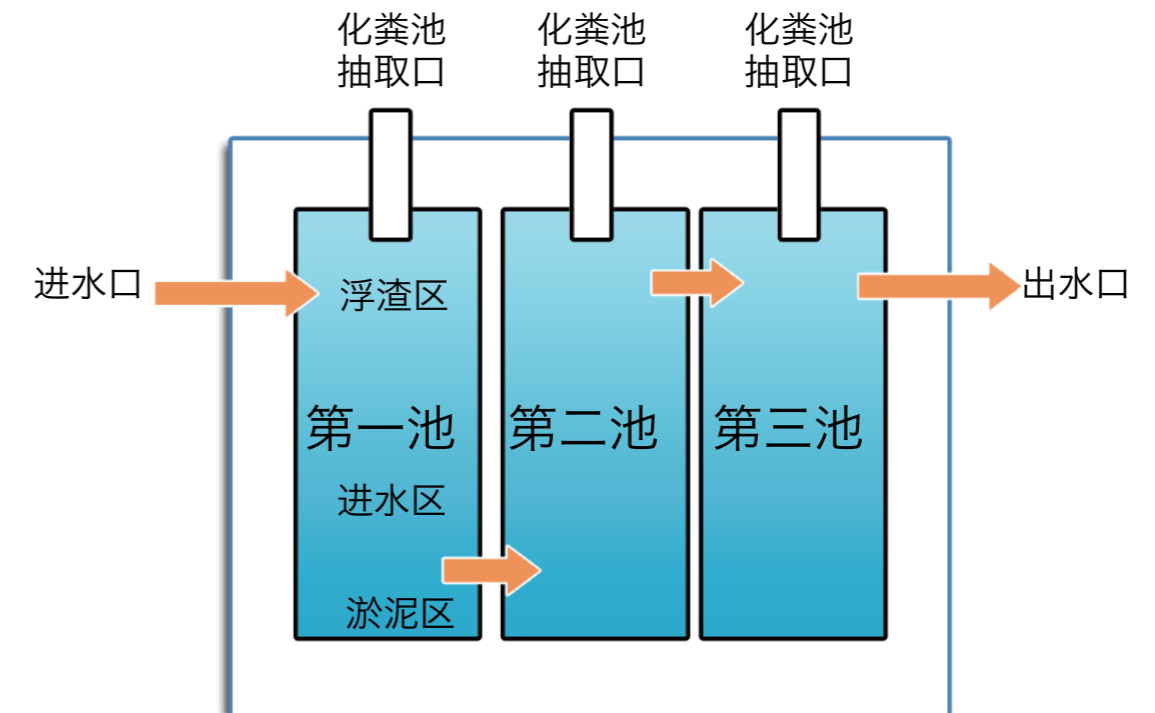 化粪池
抽取口
化粪池
抽取口
化粪池
抽取口
进水口
浮渣区
出水口
第一池
第二池
第三池
进水区
淤泥区